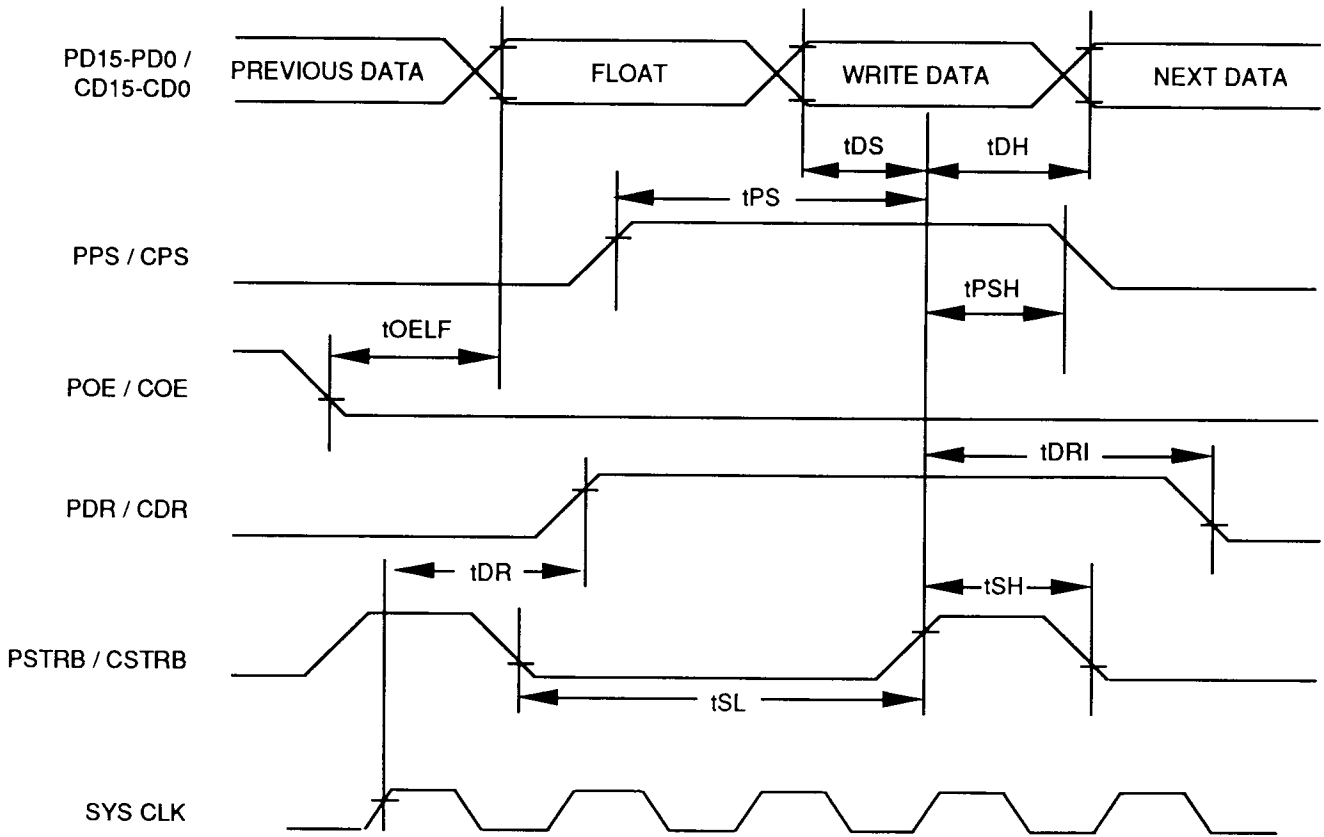 PD15-PD0 /
CD15-CD0
PREVIOUS DATA
FLOAT
WRITE DATA
NEXT DATA
tDS
tDH
tPS
PPS / CPS
tPSH
tOELF
POE / COE
tDRI
PDR / CDR
tDR
tSH
PSTRB / CSTRB
tSL
SYS CLK